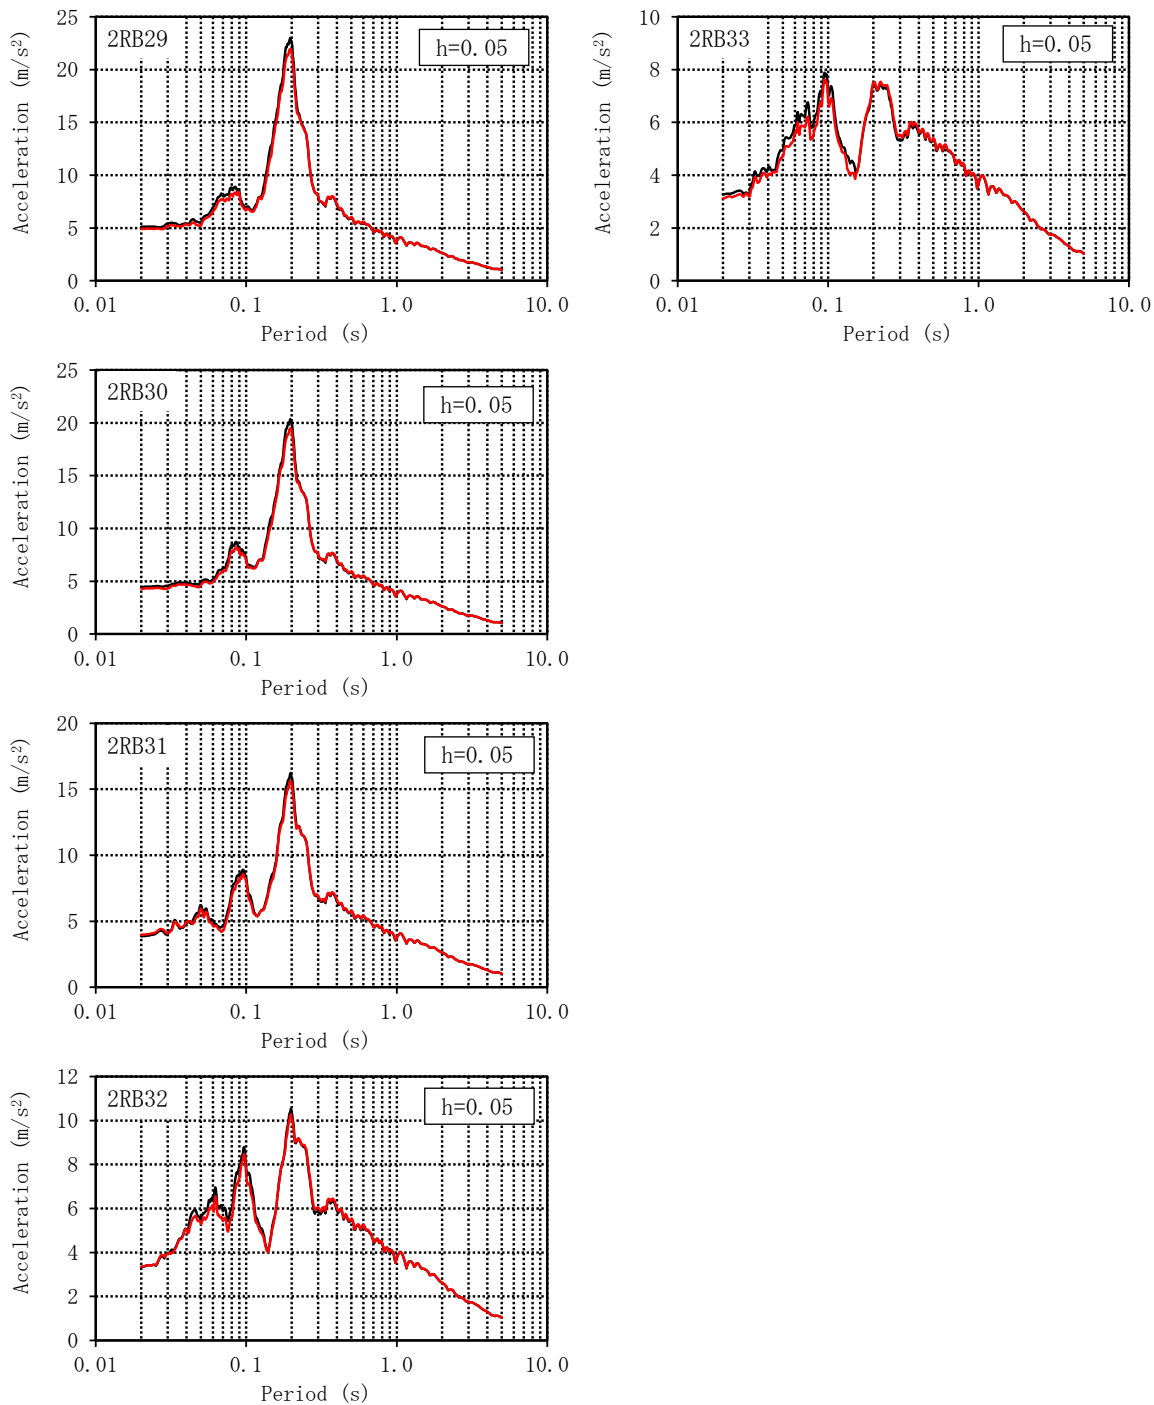 2RB29
h=0.05
Acceleration (m/s²)
25
20
15
10
5
0
0.01 0.1 1.0 10.0
Period (s)
2RB33
h=0.05
Acceleration (m/s²)
10
8
6
4
2
0
0.01 0.1 1.0 10.0
Period (s)
2RB30
h=0.05
Acceleration (m/s²)
25
20
15
10
5
0
0.01 0.1 1.0 10.0
Period (s)
2RB31
h=0.05
Acceleration (m/s²)
20
15
10
5
0
0.01 0.1 1.0 10.0
Period (s)
2RB32
h=0.05
Acceleration (m/s²)
12
10
8
6
4
2
0
0.01 0.1 1.0 10.0
Period (s)